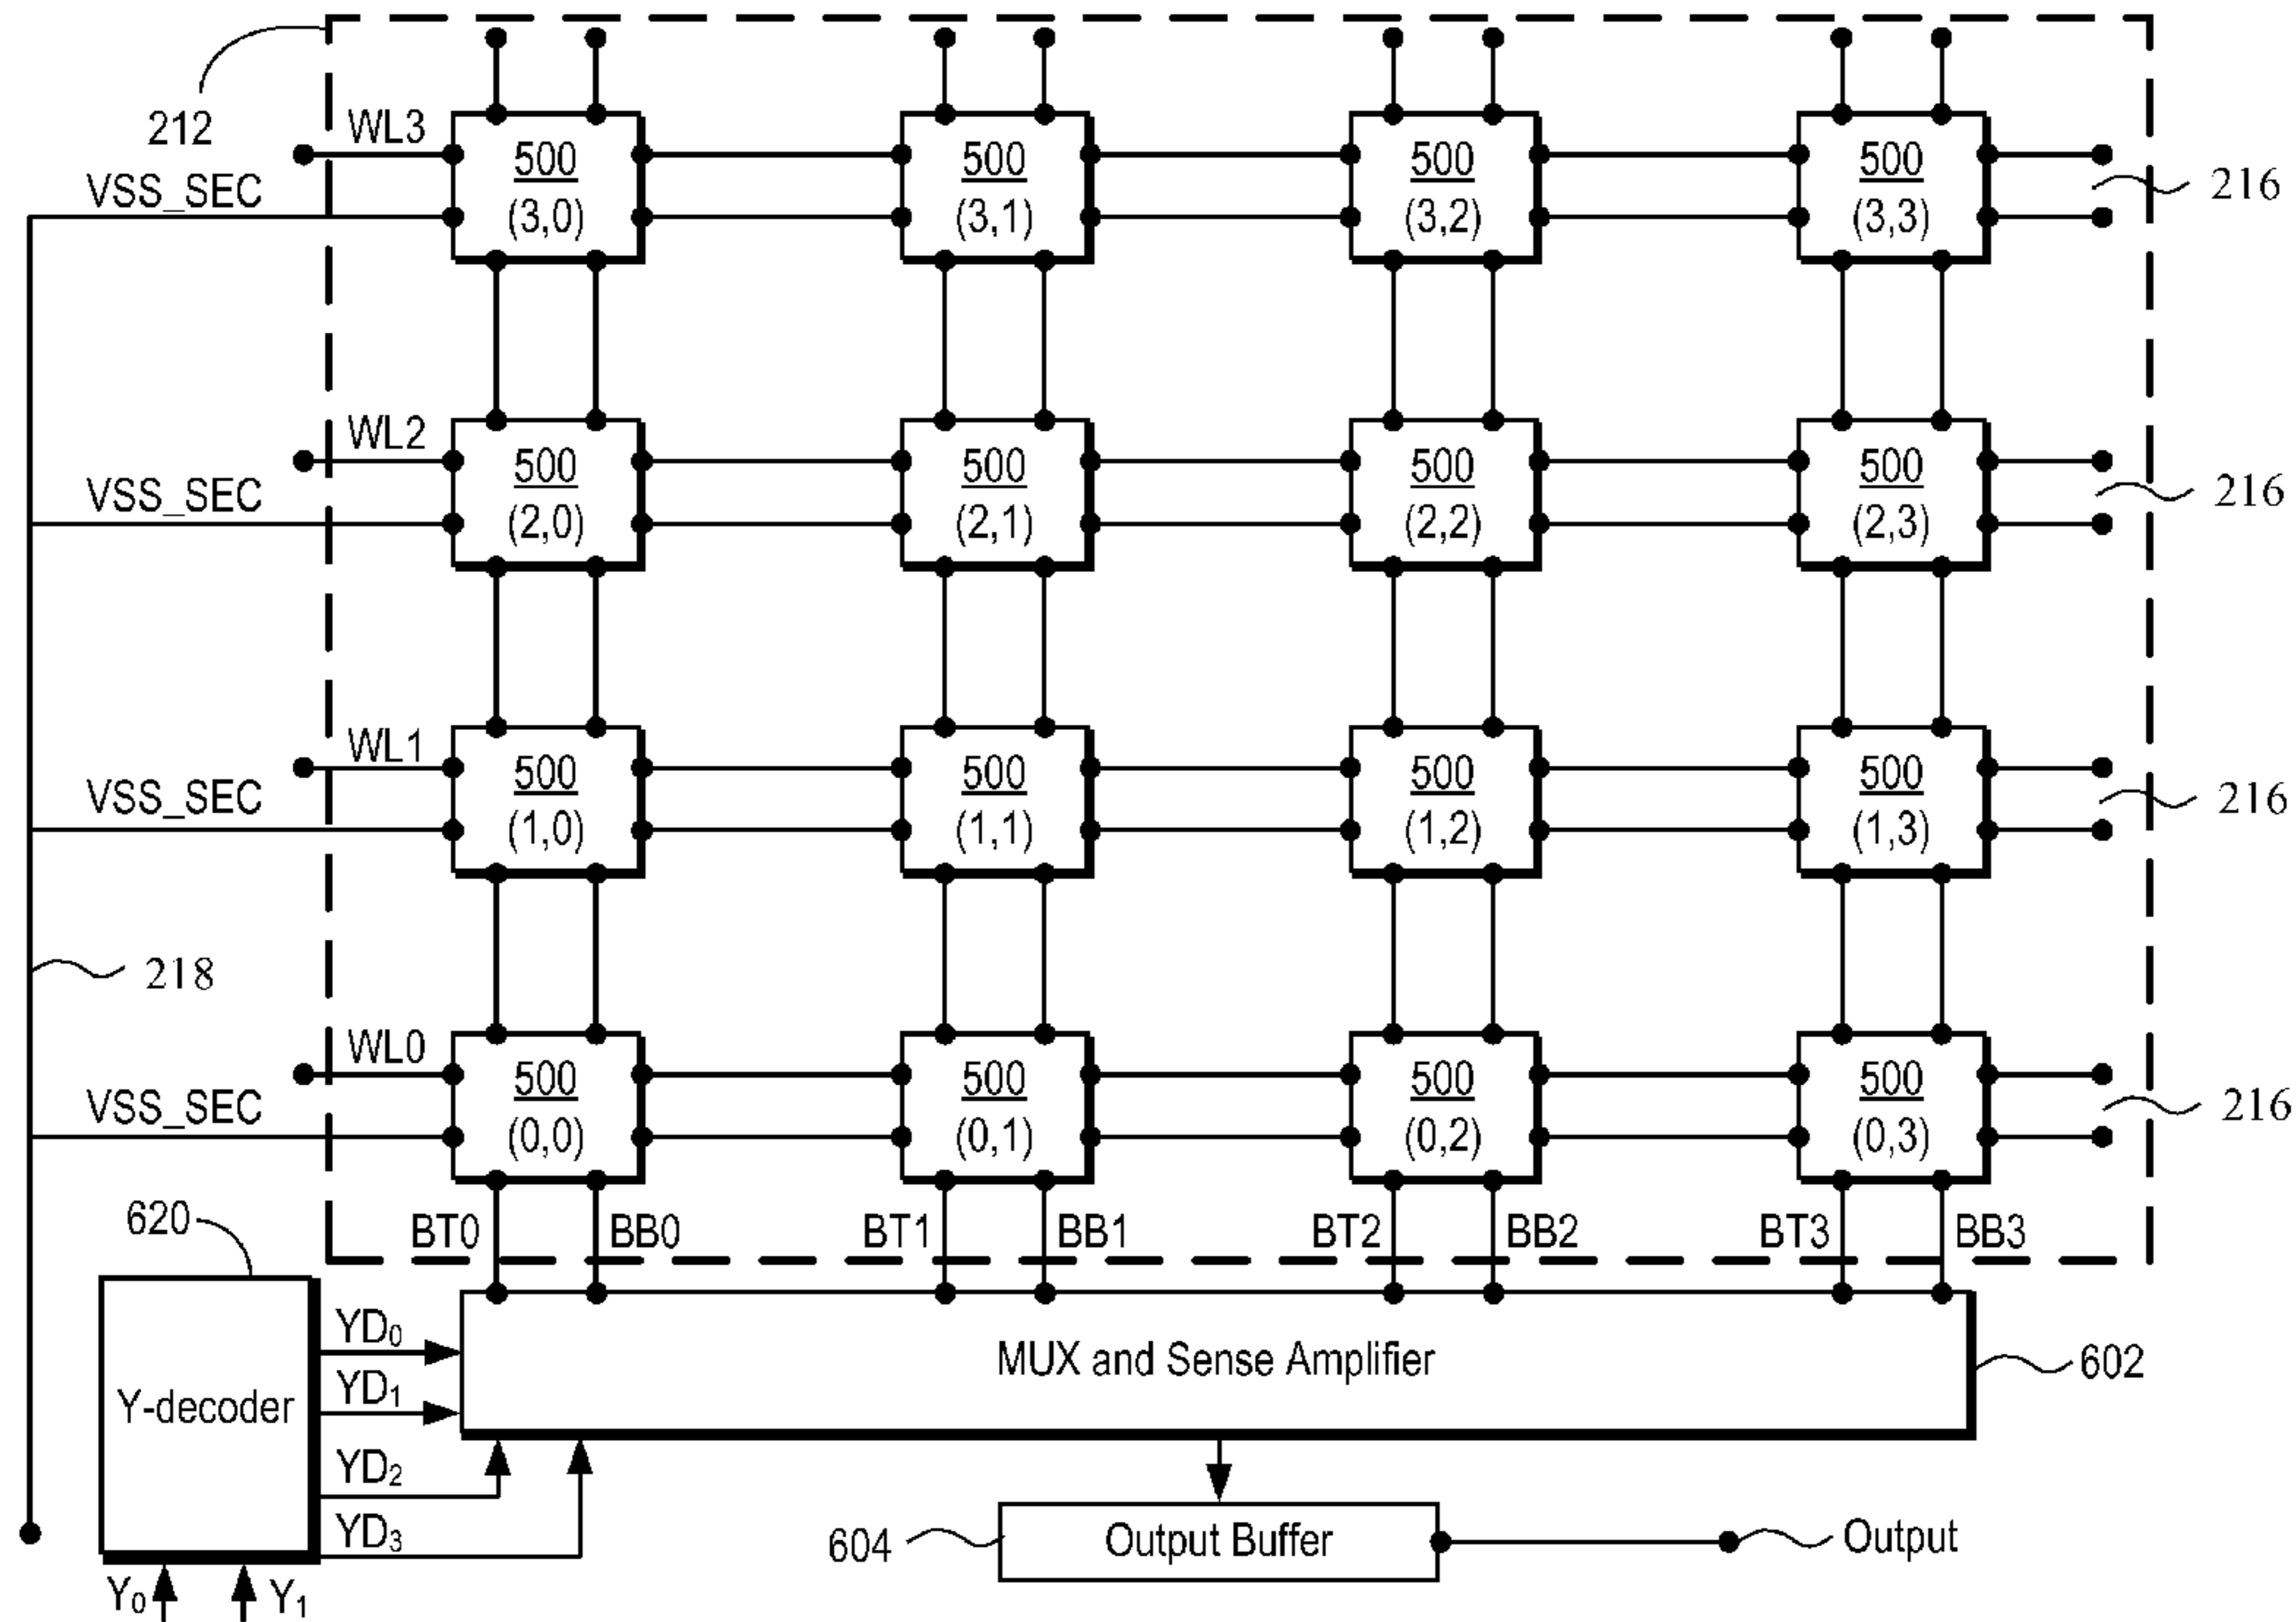 212
WL3
500
500
500
500
216
VSS_SEC
(3,0)
(3,1)
(3,2)
(3,3)
WL2
500
500
500
500
216
VSS_SEC
(2,0)
(2,1)
(2,2)
(2,3)
WL1
500
500
500
500
216
VSS_SEC
(1,0)
(1,1)
(1,2)
(1,3)
218
WL0
500
500
500
500
216
VSS_SEC
(0,0)
(0,1)
(0,2)
(0,3)
620
BT0
BB0
BT1
BB1
BT2
BB2
BT3
BB3
YD₀
MUX and Sense Amplifier
602
YD₁
Y-decoder
YD₂
YD₃
604
Output Buffer
Output
Y₀
Y₁